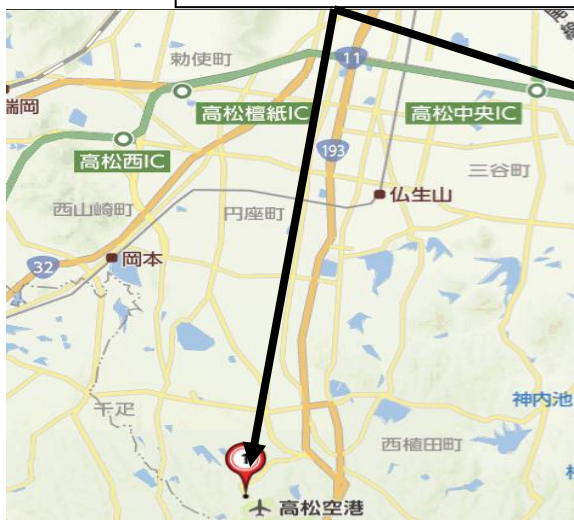 勅使町
11
端岡
高松檀紙IC
高松中央IC
高松西IC
193
三谷町
仏生山
西山崎町
円座町
32
岡本
神内池
千疋
西植田町
1
高松空港